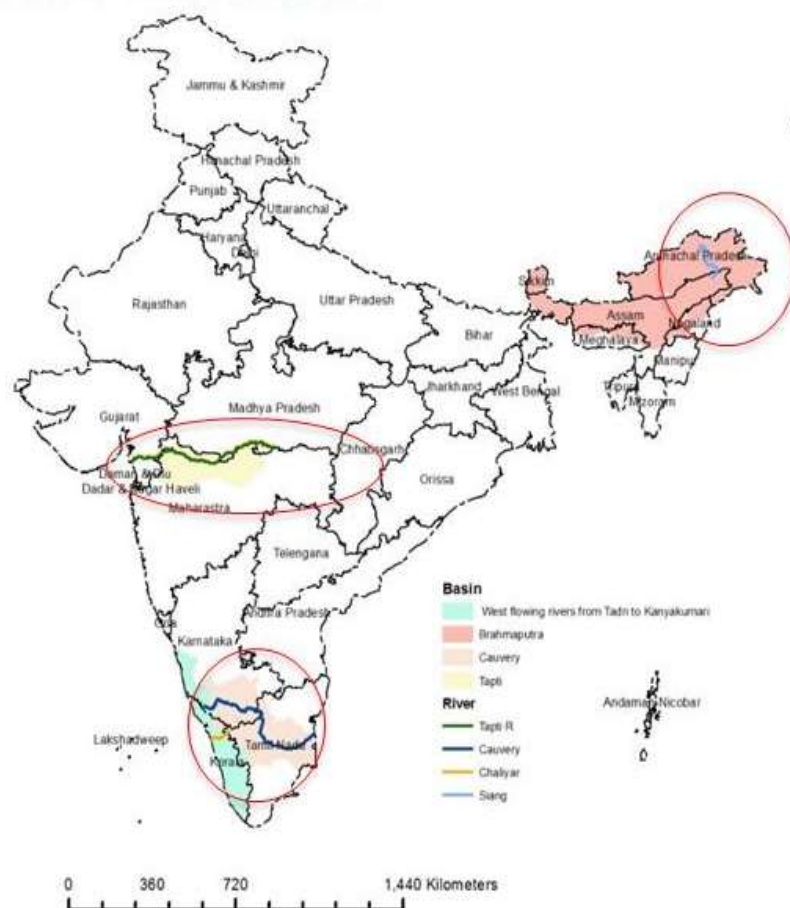 Jammu & Kashmir
Himachal Pradesh
Punjab
Uttaranchal
Haryana
Delhi
Arunachal Pradesh
Sikkim
Rajasthan
Uttar Pradesh
Assam
Nagaland
Bihar
Meghalaya
Manipu
Jharkhand
West Bengal
Tripura
Mizoram
Gujarat
Madhya Pradesh
Chhatisgarh
Daman & Diu
Orissa
Dadar & Nagar Haveli
Maharastra
Telengana
Andhra Pradesh
Goa
Karnataka
Andaman Nicobar
Lakshadweep
Tamil Nadu
Kerala
Basin
West flowing rivers from Tadri to Kanyakumari
Brahmaputra
Cauvery
Tapti
River
Tapti R
Cauvery
Chaliyar
Siang
0 360 720 1,440 Kilometers